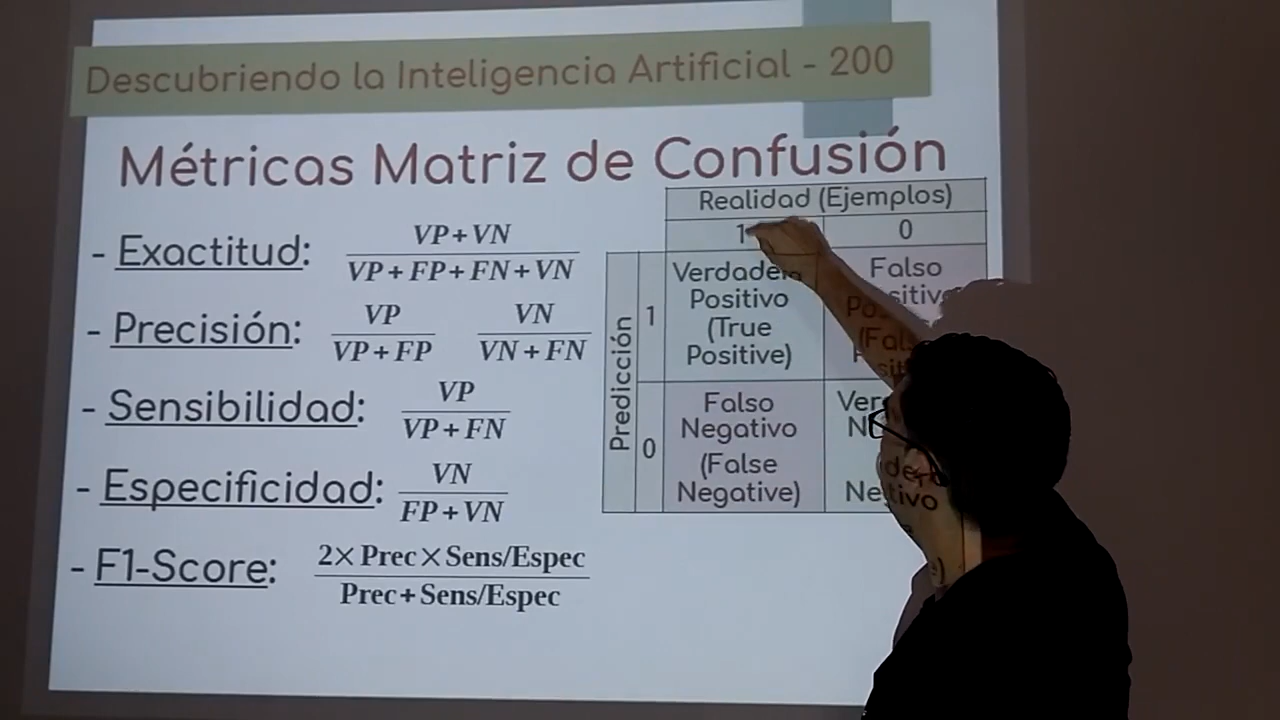 Descubriendo la Inteligencia Artificial - 200
Métricas Matriz de Confusión
- Exactitud: VP+VN
VP+FP+FN+VN
- Precisión: VP VN
VP+FP VN+FN
- Sensibilidad: VP
VP+FN
- Especificidad: VN
FP+VN
- F1-Score: 2×Prec×Sens/Espec
Prec+Sens/Espec
Realidad (Ejemplos)
1 0
Predicción
1
Positivo
(True
Positive)
Falso
0
Falso
Negativo
(False
Negative)